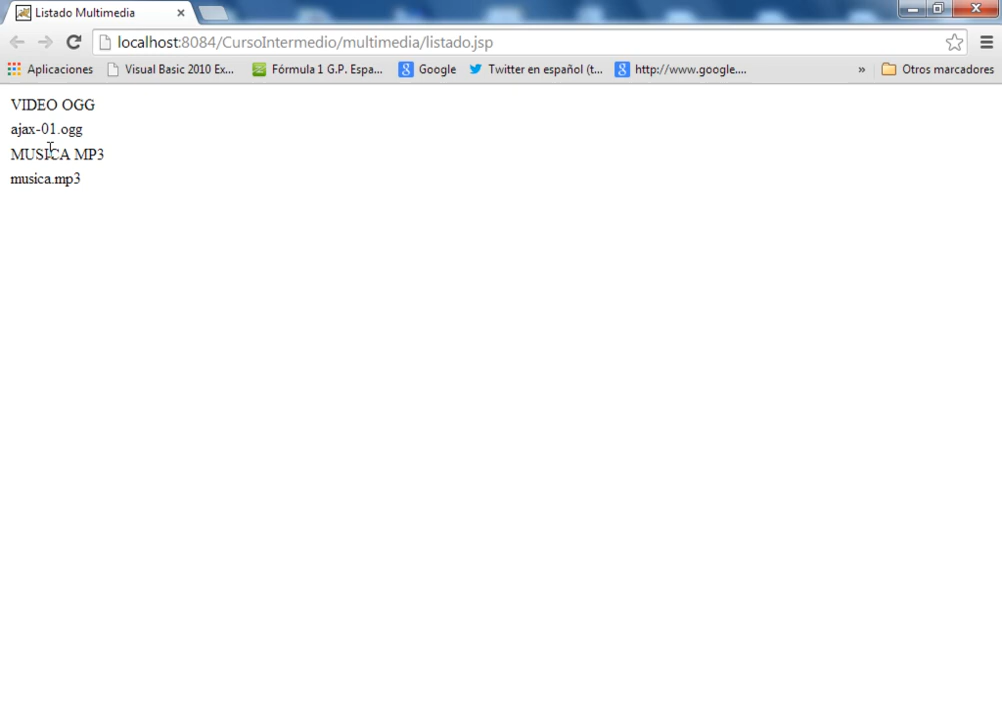 Listado Multimedia
localhost:8084/CursoIntermedio/multimedia/listado.jsp
Aplicaciones Visual Basic 2010 Ex... Fórmula 1 G.P. Espa... Google Twitter en español (t... http://www.google.... » Otros marcadores
VIDEO OGG
ajax-01.ogg
MUSICA MP3
musica.mp3